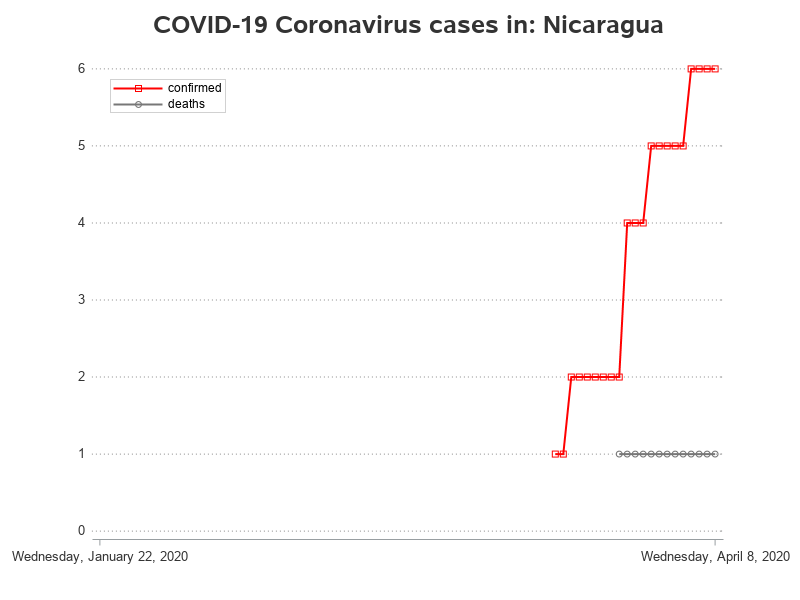 COVID-19 Coronavirus cases in: Nicaragua
6
confirmed
deaths
5
4
3
2
1
0
Wednesday, January 22, 2020
Wednesday, April 8, 2020